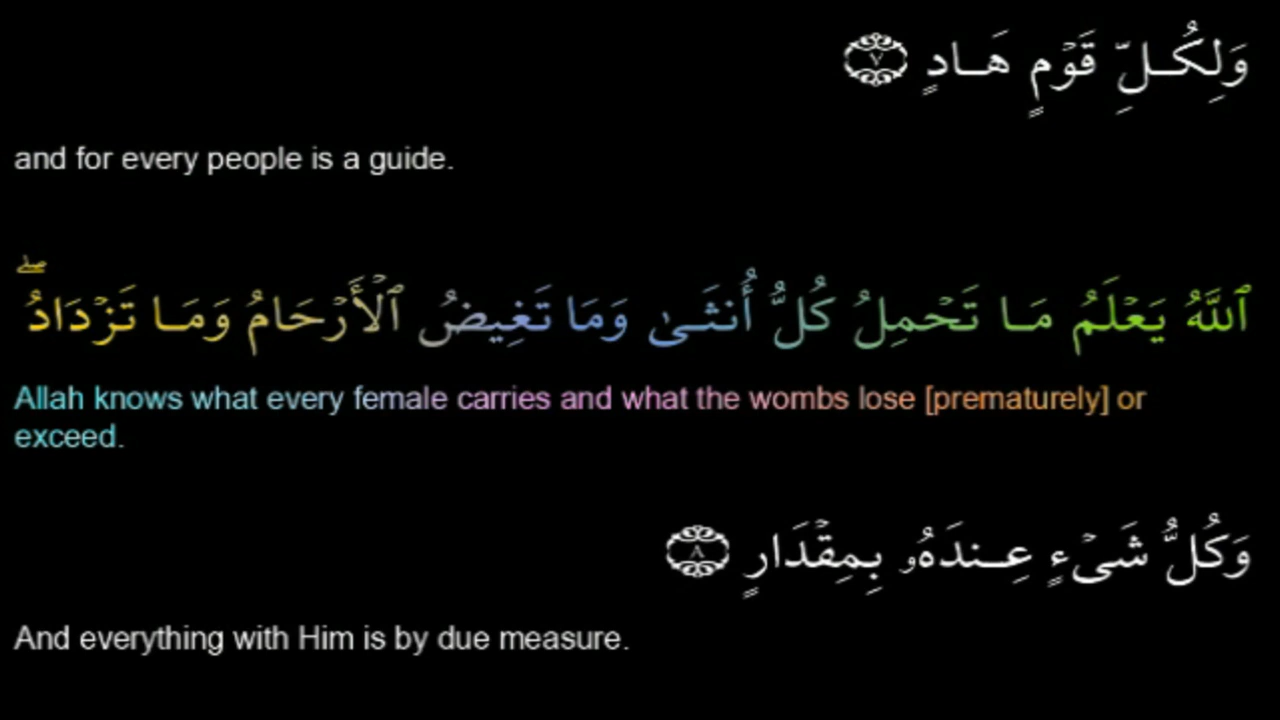 وَلِكُلِّ قَوْمٍ هَادٍ ٧
and for every people is a guide.
ٱللَّهُ يَعْلَمُ مَا تَحْمِلُ كُلُّ أُنثَىٰ وَمَا تَغِيضُ ٱلْأَرْحَامُ وَمَا تَزْدَادُ ۖ
Allah knows what every female carries and what the wombs lose [prematurely] or
exceed.
وَكُلُّ شَىْءٍ عِندَهُۥ بِمِقْدَارٍ ٨
And everything with Him is by due measure.